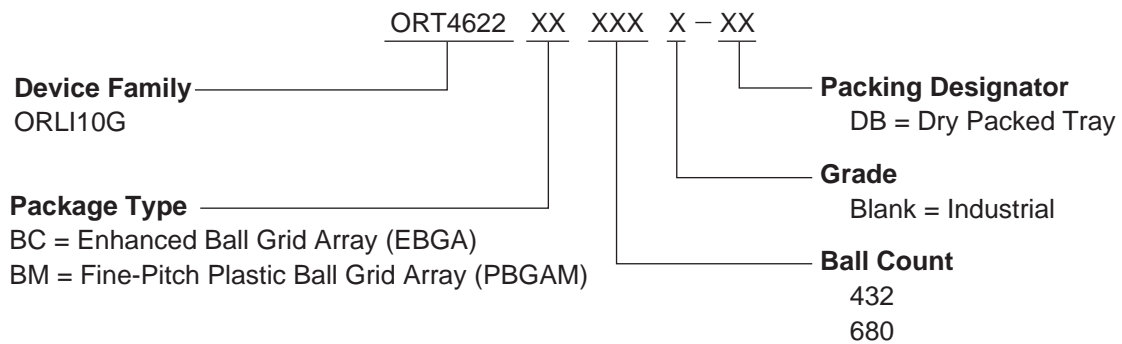 ORT4622 XX XXX X – XX
Device Family
ORLI10G
Package Type
BC = Enhanced Ball Grid Array (EBGA)
BM = Fine-Pitch Plastic Ball Grid Array (PBGAM)
Packing Designator
DB = Dry Packed Tray
Grade
Blank = Industrial
Ball Count
432
680